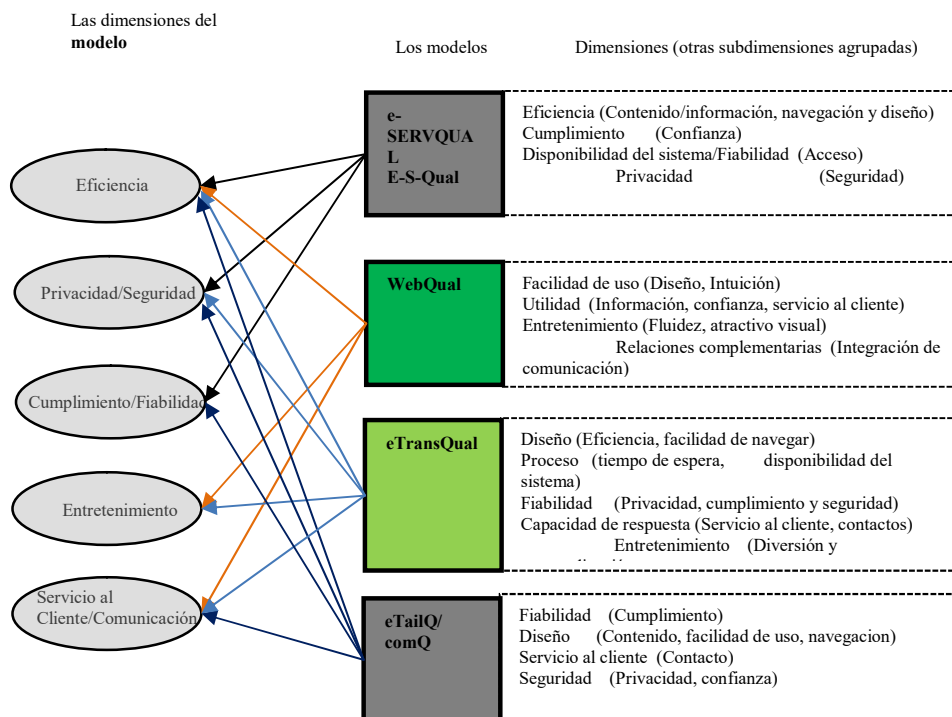 Las dimensiones del
modelo
Los modelos
Dimensiones (otras subdimensiones agrupadas)
Eficiencia
Privacidad/Seguridad
Cumplimiento/Fiabilidad
Entretenimiento
Servicio al
Cliente/Comunicación
e-
SERVQUA
L
E-S-Qual
Eficiencia (Contenido/información, navegación y diseño)
Cumplimiento (Confianza)
Disponibilidad del sistema/Fiabilidad (Acceso)
Privacidad (Seguridad)
WebQual
Facilidad de uso (Diseño, Intuición)
Utilidad (Información, confianza, servicio al cliente)
Entretenimiento (Fluidez, atractivo visual)
Relaciones complementarias (Integración de
comunicación)
eTransQual
Diseño (Eficiencia, facilidad de navegar)
Proceso (tiempo de espera, disponibilidad del
sistema)
Fiabilidad (Privacidad, cumplimiento y seguridad)
Capacidad de respuesta (Servicio al cliente, contactos)
Entretenimiento (Diversión y
eTailQ/
comQ
Fiabilidad (Cumplimiento)
Diseño (Contenido, facilidad de uso, navegacion)
Servicio al cliente (Contacto)
Seguridad (Privacidad, confianza)